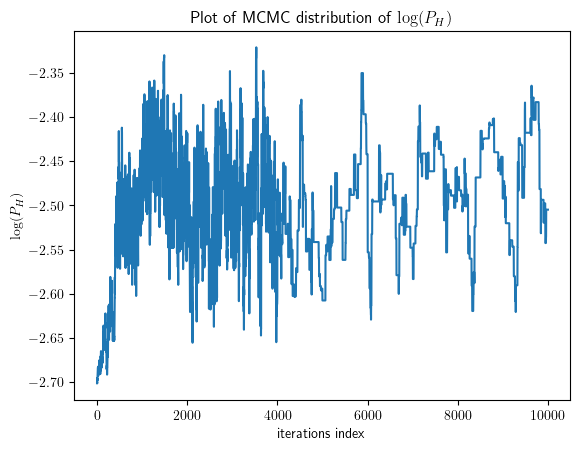 Plot of MCMC distribution of log(P_H)
log(P_H)
−2.35
−2.40
−2.45
−2.50
−2.55
−2.60
−2.65
−2.70
0 2000 4000 6000 8000 10000
iterations index